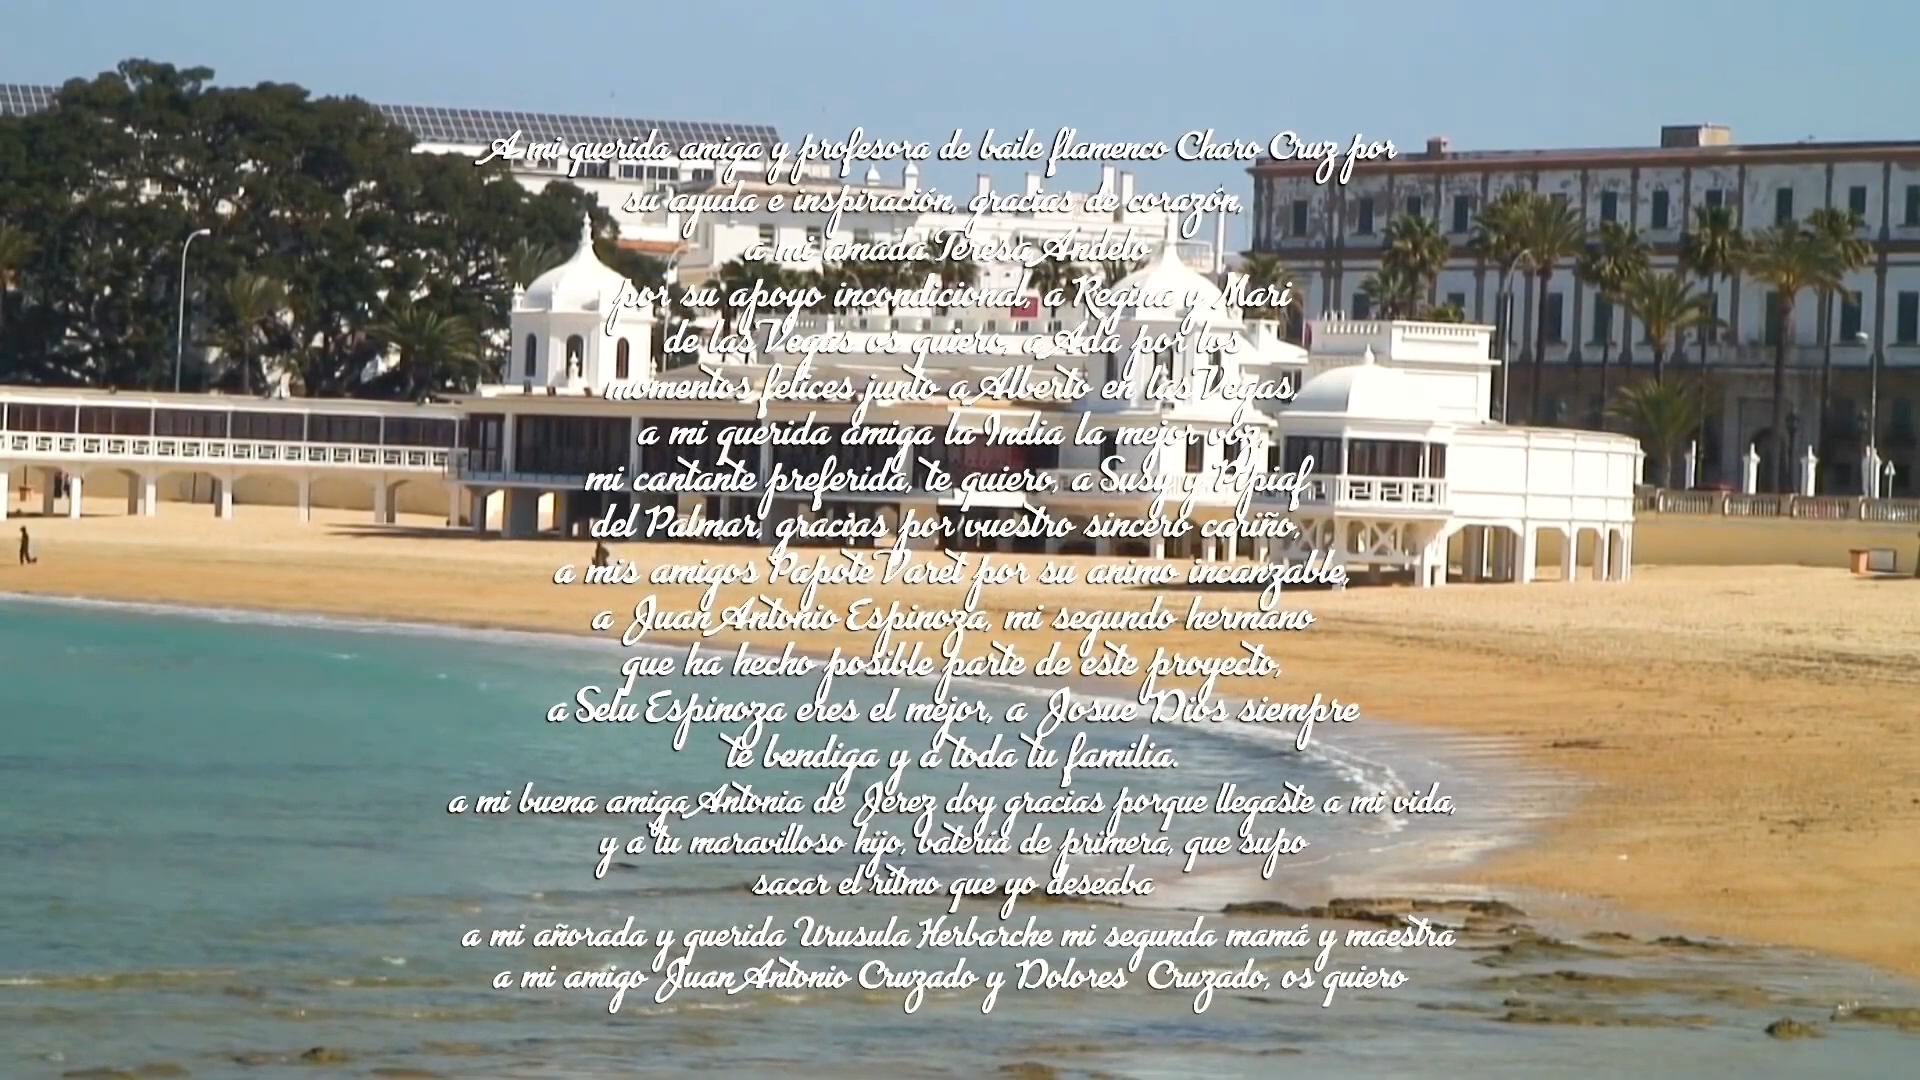 A mi querida amiga y profesora de baile flamenco Charo Cruz por
su ayuda e inspiración, gracias de corazón,
a mi amada Teresa Andelo
por su apoyo incondicional, a Regina y Mari
de las Vegas os quiero, a Ada por los
momentos felices junto a Alberto en las Vegas,
a mi querida amiga la India la mejor voz,
mi cantante preferida, te quiero, a Susy y Pipiaf
del Palmar, gracias por vuestro sincero cariño,
a mis amigos Papote Varet por su animo incanzable,
a Juan Antonio Espinoza, mi segundo hermano
que ha hecho posible parte de este proyecto,
a Selu Espinoza eres el mejor, a Josue Dios siempre
te bendiga y a toda tu familia.
a mi buena amiga Antonia de Jerez doy gracias porque llegaste a mi vida,
y a tu maravilloso hijo, batería de primera, que supo
sacar el ritmo que yo deseaba
a mi añorada y querida Urusula Herbarche mi segunda mamá y maestra
a mi amigo Juan Antonio Cruzado y Dolores Cruzado, os quiero